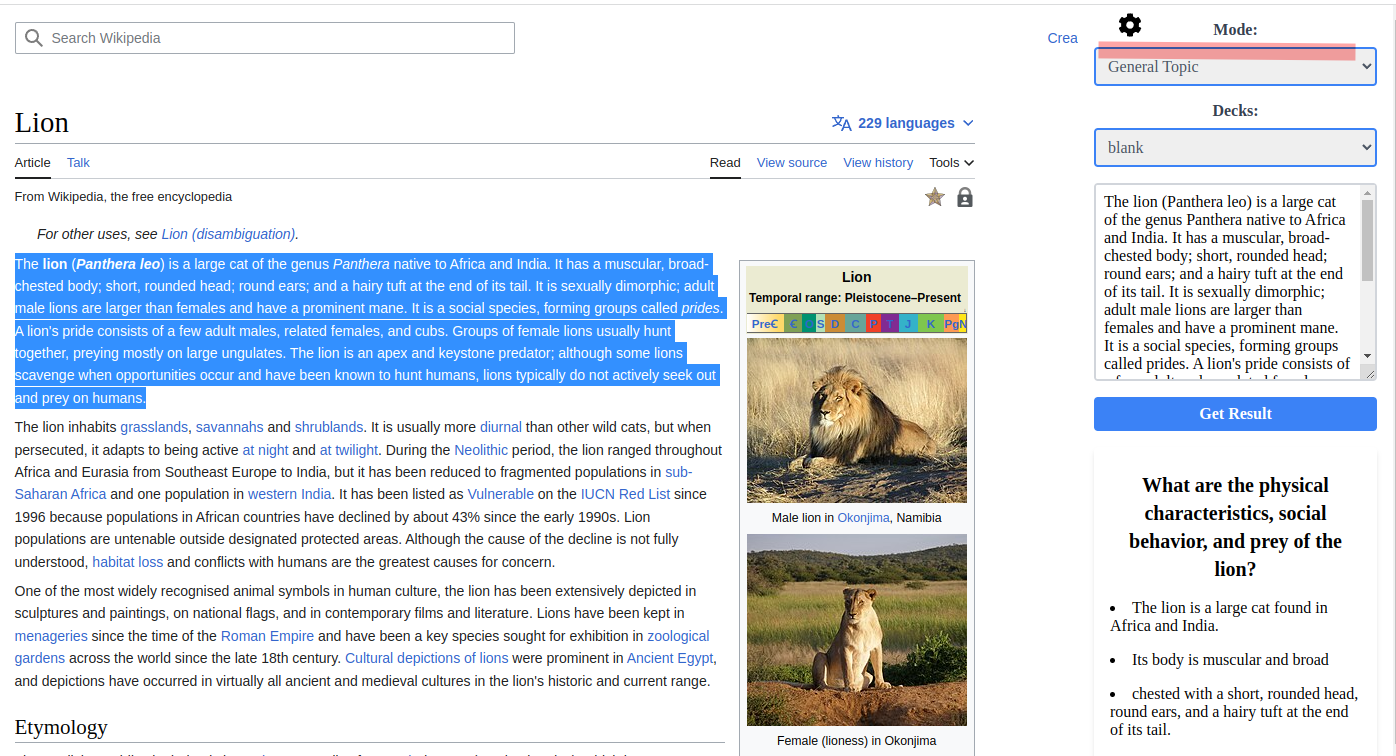 Search Wikipedia
Crea
Lion
229 languages
Article Talk
Read View source View history Tools
From Wikipedia, the free encyclopedia
For other uses, see Lion (disambiguation).
The lion (Panthera leo) is a large cat of the genus Panthera native to Africa and India. It has a muscular, broad-
chested body; short, rounded head; round ears; and a hairy tuft at the end of its tail. It is sexually dimorphic; adult
male lions are larger than females and have a prominent mane. It is a social species, forming groups called prides.
A lion's pride consists of a few adult males, related females, and cubs. Groups of female lions usually hunt
together, preying mostly on large ungulates. The lion is an apex and keystone predator; although some lions
scavenge when opportunities occur and have been known to hunt humans, lions typically do not actively seek out
and prey on humans.
The lion inhabits grasslands, savannahs and shrublands. It is usually more diurnal than other wild cats, but when
persecuted, it adapts to being active at night and at twilight. During the Neolithic period, the lion ranged throughout
Africa and Eurasia from Southeast Europe to India, but it has been reduced to fragmented populations in sub-
Saharan Africa and one population in western India. It has been listed as Vulnerable on the IUCN Red List since
1996 because populations in African countries have declined by about 43% since the early 1990s. Lion
populations are untenable outside designated protected areas. Although the cause of the decline is not fully
understood, habitat loss and conflicts with humans are the greatest causes for concern.
One of the most widely recognised animal symbols in human culture, the lion has been extensively depicted in
sculptures and paintings, on national flags, and in contemporary films and literature. Lions have been kept in
menageries since the time of the Roman Empire and have been a key species sought for exhibition in zoological
gardens across the world since the late 18th century. Cultural depictions of lions were prominent in Ancient Egypt,
and depictions have occurred in virtually all ancient and medieval cultures in the lion's historic and current range.
Etymology
Lion
Temporal range: Pleistocene–Present
PreꞒ Ꞓ O S D C P T J K Pg N
Male lion in Okonjima, Namibia
Female (lioness) in Okonjima
Mode:
General Topic
Decks:
blank
The lion (Panthera leo) is a large cat
of the genus Panthera native to Africa
and India. It has a muscular, broad-
chested body; short, rounded head;
round ears; and a hairy tuft at the end
of its tail. It is sexually dimorphic;
adult male lions are larger than
females and have a prominent mane.
It is a social species, forming groups
called prides. A lion's pride consists of
Get Result
What are the physical
characteristics, social
behavior, and prey of the
lion?
• The lion is a large cat found in
Africa and India.
• Its body is muscular and broad
• chested with a short, rounded head,
round ears, and a hairy tuft at the end
of its tail.